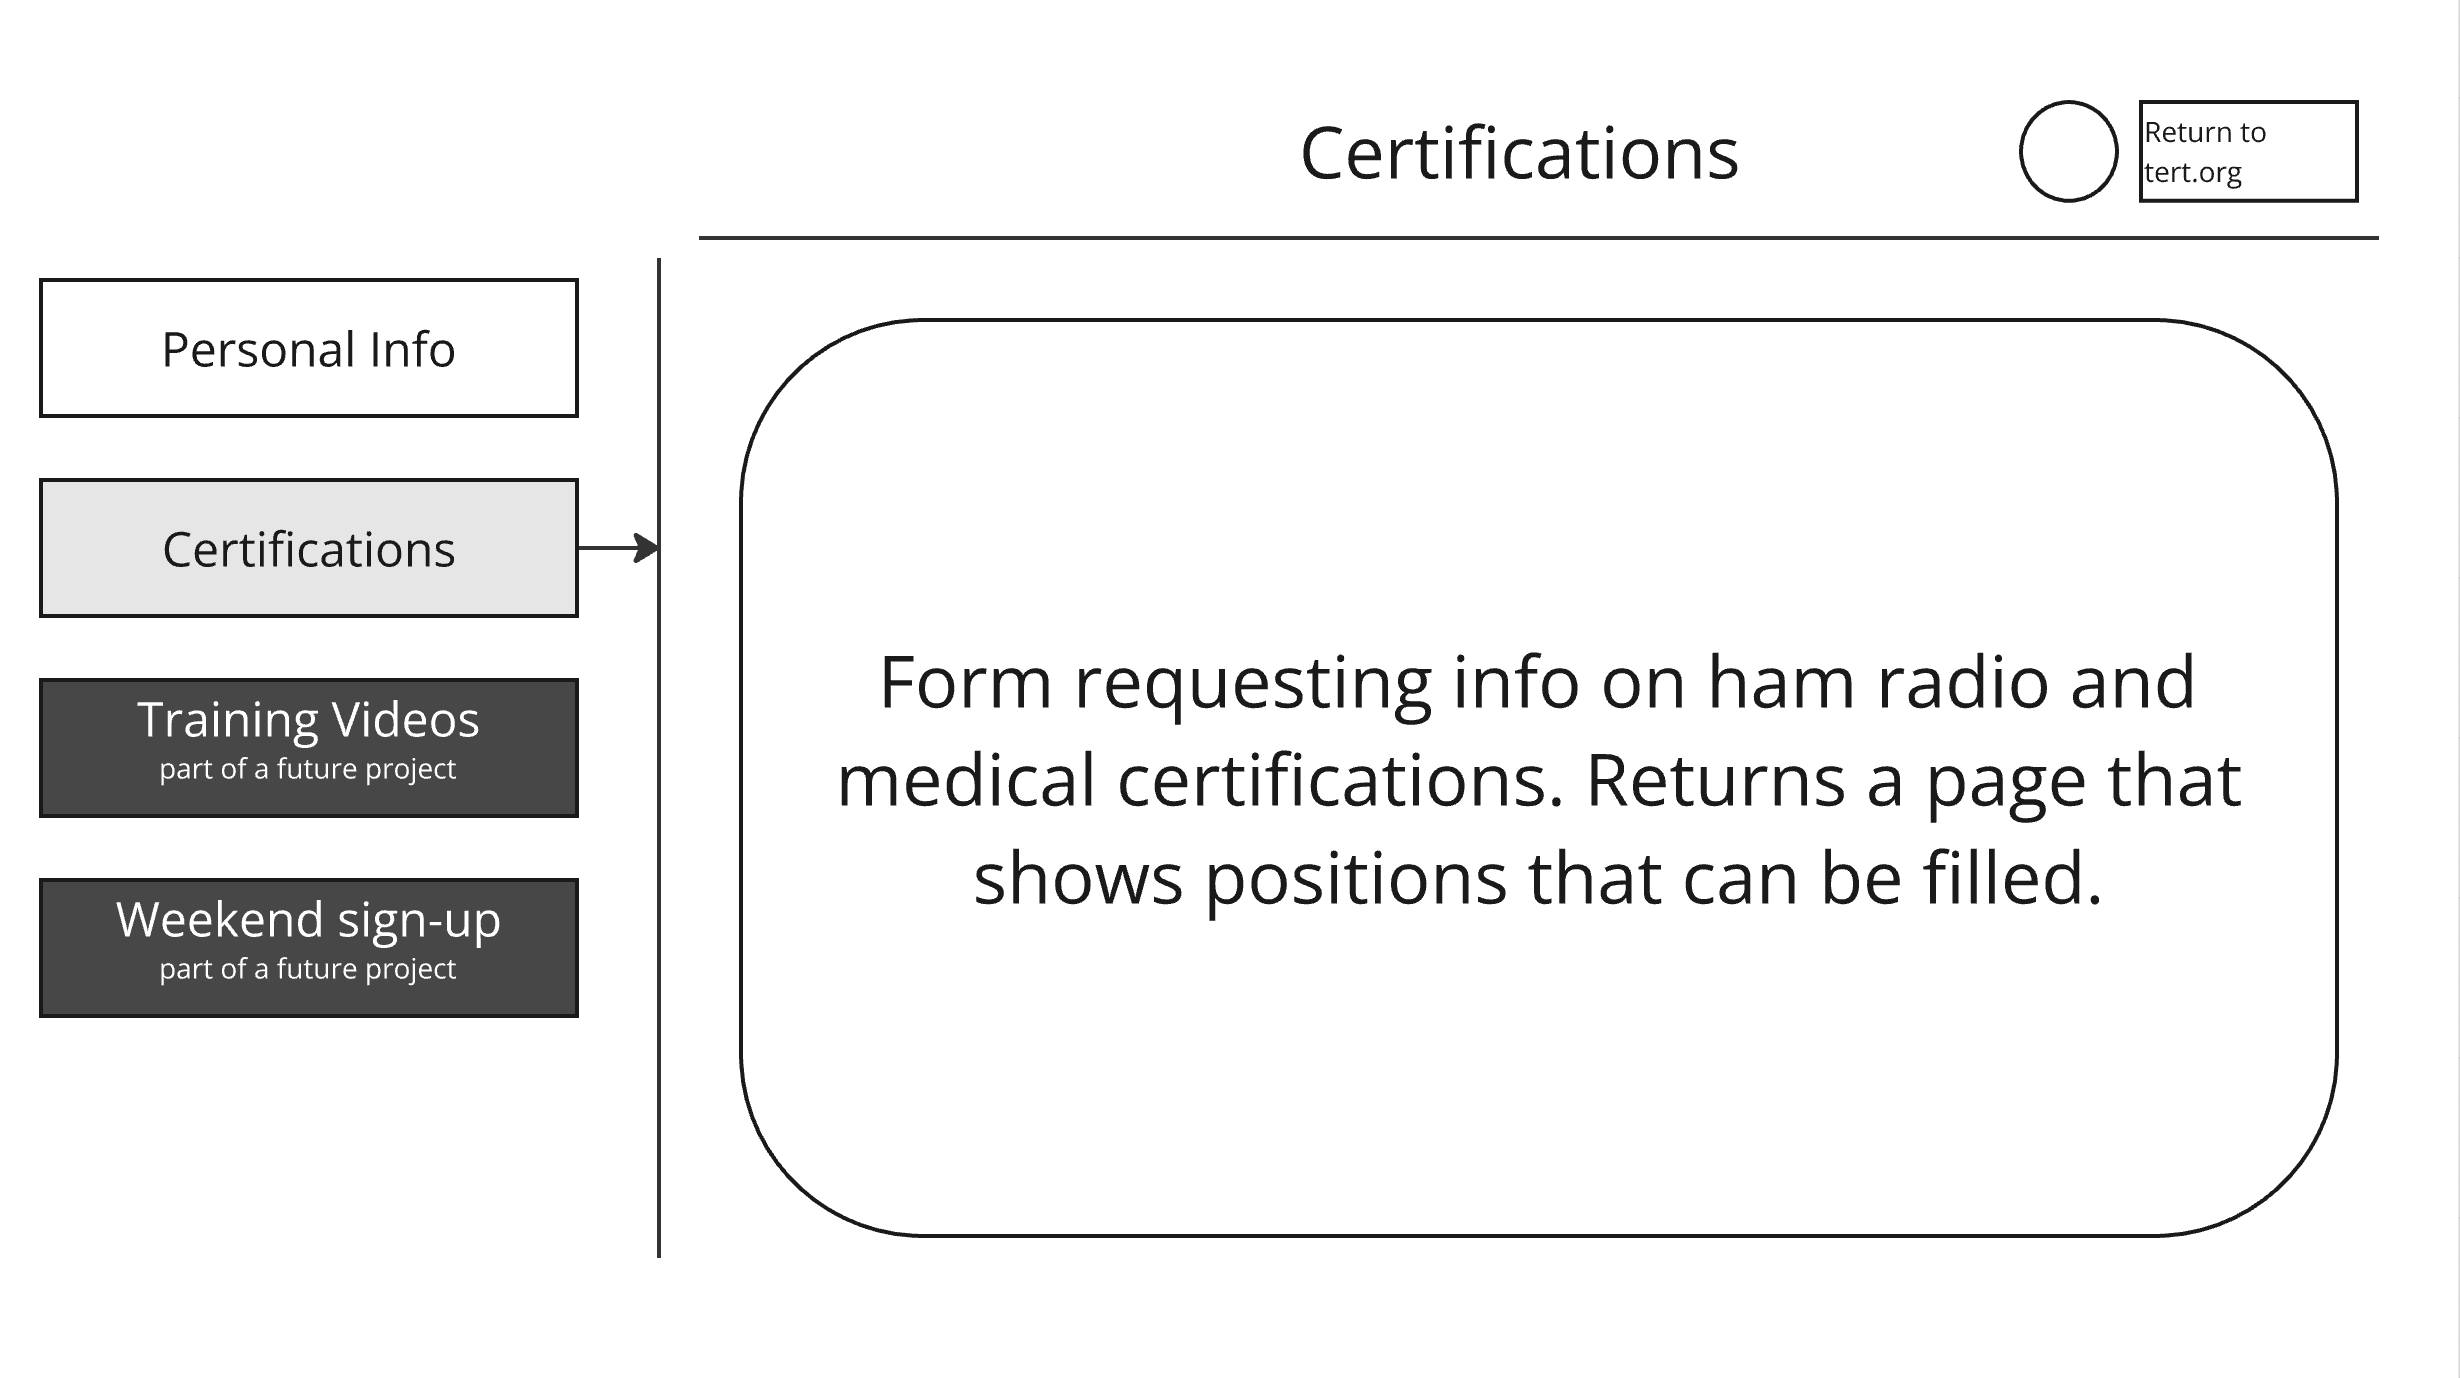 Certifications
Return to
tert.org
Personal Info
Certifications
Training Videos
part of a future project
Weekend sign-up
part of a future project
Form requesting info on ham radio and
medical certifications. Returns a page that
shows positions that can be filled.